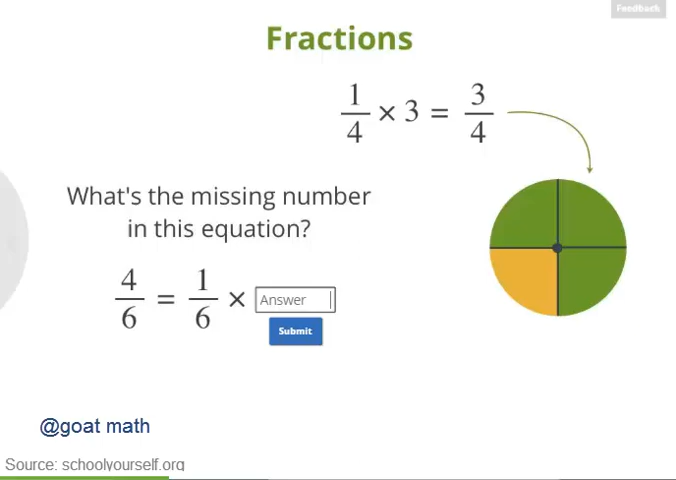 Feedback
Fractions
1/4 × 3 = 3/4
What's the missing number
in this equation?
4/6 = 1/6 × Answer
Submit
@goat math
Source: schoolyourself.org